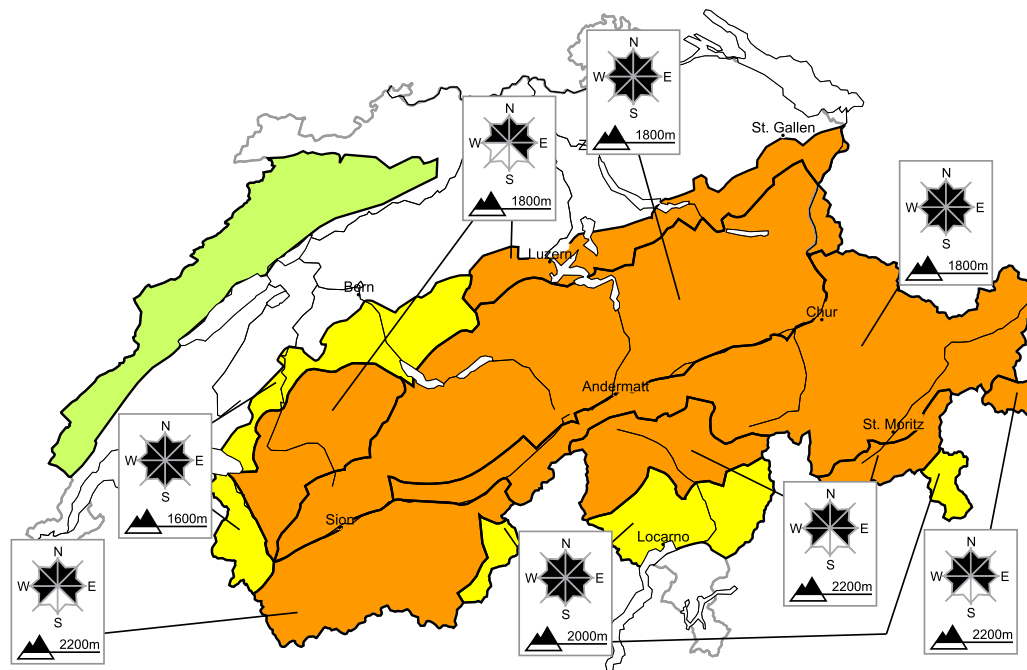 N
W E
S
1800m
St. Gallen
N
W E
S
1800m
Z
N
W E
S
1800m
Luzern
Bern
Chur
Andermatt
St. Moritz
N
W E
S
1600m
Sion
N
W E
S
2200m
Locarno
N
W E
S
2200m
N
W E
S
2000m
N
W E
S
2200m